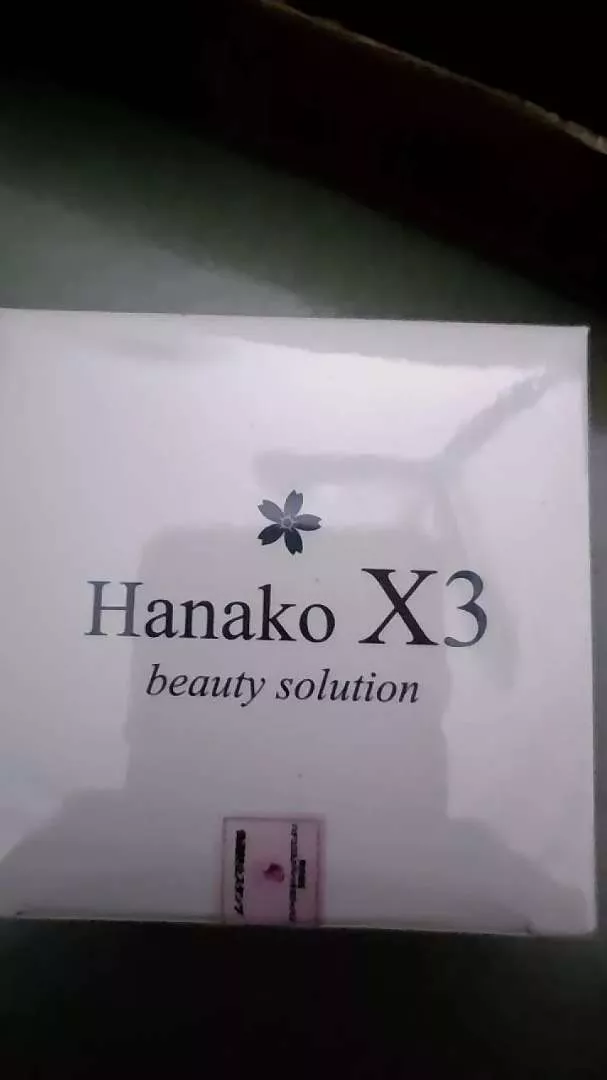 Hanako X3
beauty solution